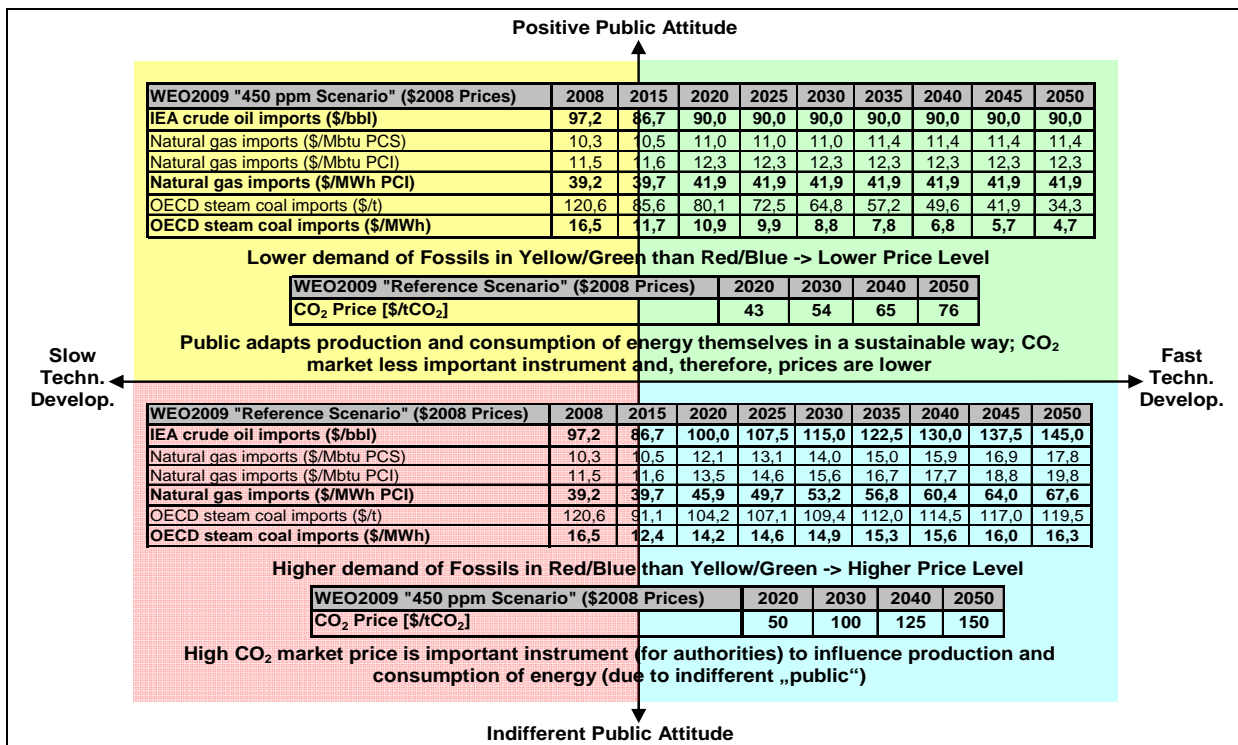 Positive Public Attitude
WEO2009 "450 ppm Scenario" ($2008 Prices) 2008 2015 2020 2025 2030 2035 2040 2045 2050
IEA crude oil imports ($/bbl) 97,2 86,7 90,0 90,0 90,0 90,0 90,0 90,0 90,0
Natural gas imports ($/Mbtu PCS) 10,3 10,5 11,0 11,0 11,0 11,4 11,4 11,4 11,4
Natural gas imports ($/Mbtu PCI) 11,5 11,6 12,3 12,3 12,3 12,3 12,3 12,3 12,3
Natural gas imports ($/MWh PCI) 39,2 39,7 41,9 41,9 41,9 41,9 41,9 41,9 41,9
OECD steam coal imports ($/t) 120,6 85,6 80,1 72,5 64,8 57,2 49,6 41,9 34,3
OECD steam coal imports ($/MWh) 16,5 11,7 10,9 9,9 8,8 7,8 6,8 5,7 4,7
Lower demand of Fossils in Yellow/Green than Red/Blue -> Lower Price Level
WEO2009 "Reference Scenario" ($2008 Prices) 2020 2030 2040 2050
CO₂ Price [$/tCO₂] 43 54 65 76
Public adapts production and consumption of energy themselves in a sustainable way; CO₂
market less important instrument and, therefore, prices are lower
Slow
Techn.
Develop.
Fast
Techn.
Develop.
WEO2009 "Reference Scenario" ($2008 Prices) 2008 2015 2020 2025 2030 2035 2040 2045 2050
IEA crude oil imports ($/bbl) 97,2 86,7 100,0 107,5 115,0 122,5 130,0 137,5 145,0
Natural gas imports ($/Mbtu PCS) 10,3 10,5 12,1 13,1 14,0 15,0 15,9 16,9 17,8
Natural gas imports ($/Mbtu PCI) 11,5 11,6 13,5 14,6 15,6 16,7 17,7 18,8 19,8
Natural gas imports ($/MWh PCI) 39,2 39,7 45,9 49,7 53,2 56,8 60,4 64,0 67,6
OECD steam coal imports ($/t) 120,6 91,1 104,2 107,1 109,4 112,0 114,5 117,0 119,5
OECD steam coal imports ($/MWh) 16,5 12,4 14,2 14,6 14,9 15,3 15,6 16,0 16,3
Higher demand of Fossils in Red/Blue than Yellow/Green -> Higher Price Level
WEO2009 "450 ppm Scenario" ($2008 Prices) 2020 2030 2040 2050
CO₂ Price [$/tCO₂] 50 100 125 150
High CO₂ market price is important instrument (for authorities) to influence production and
consumption of energy (due to indifferent „public“)
Indifferent Public Attitude